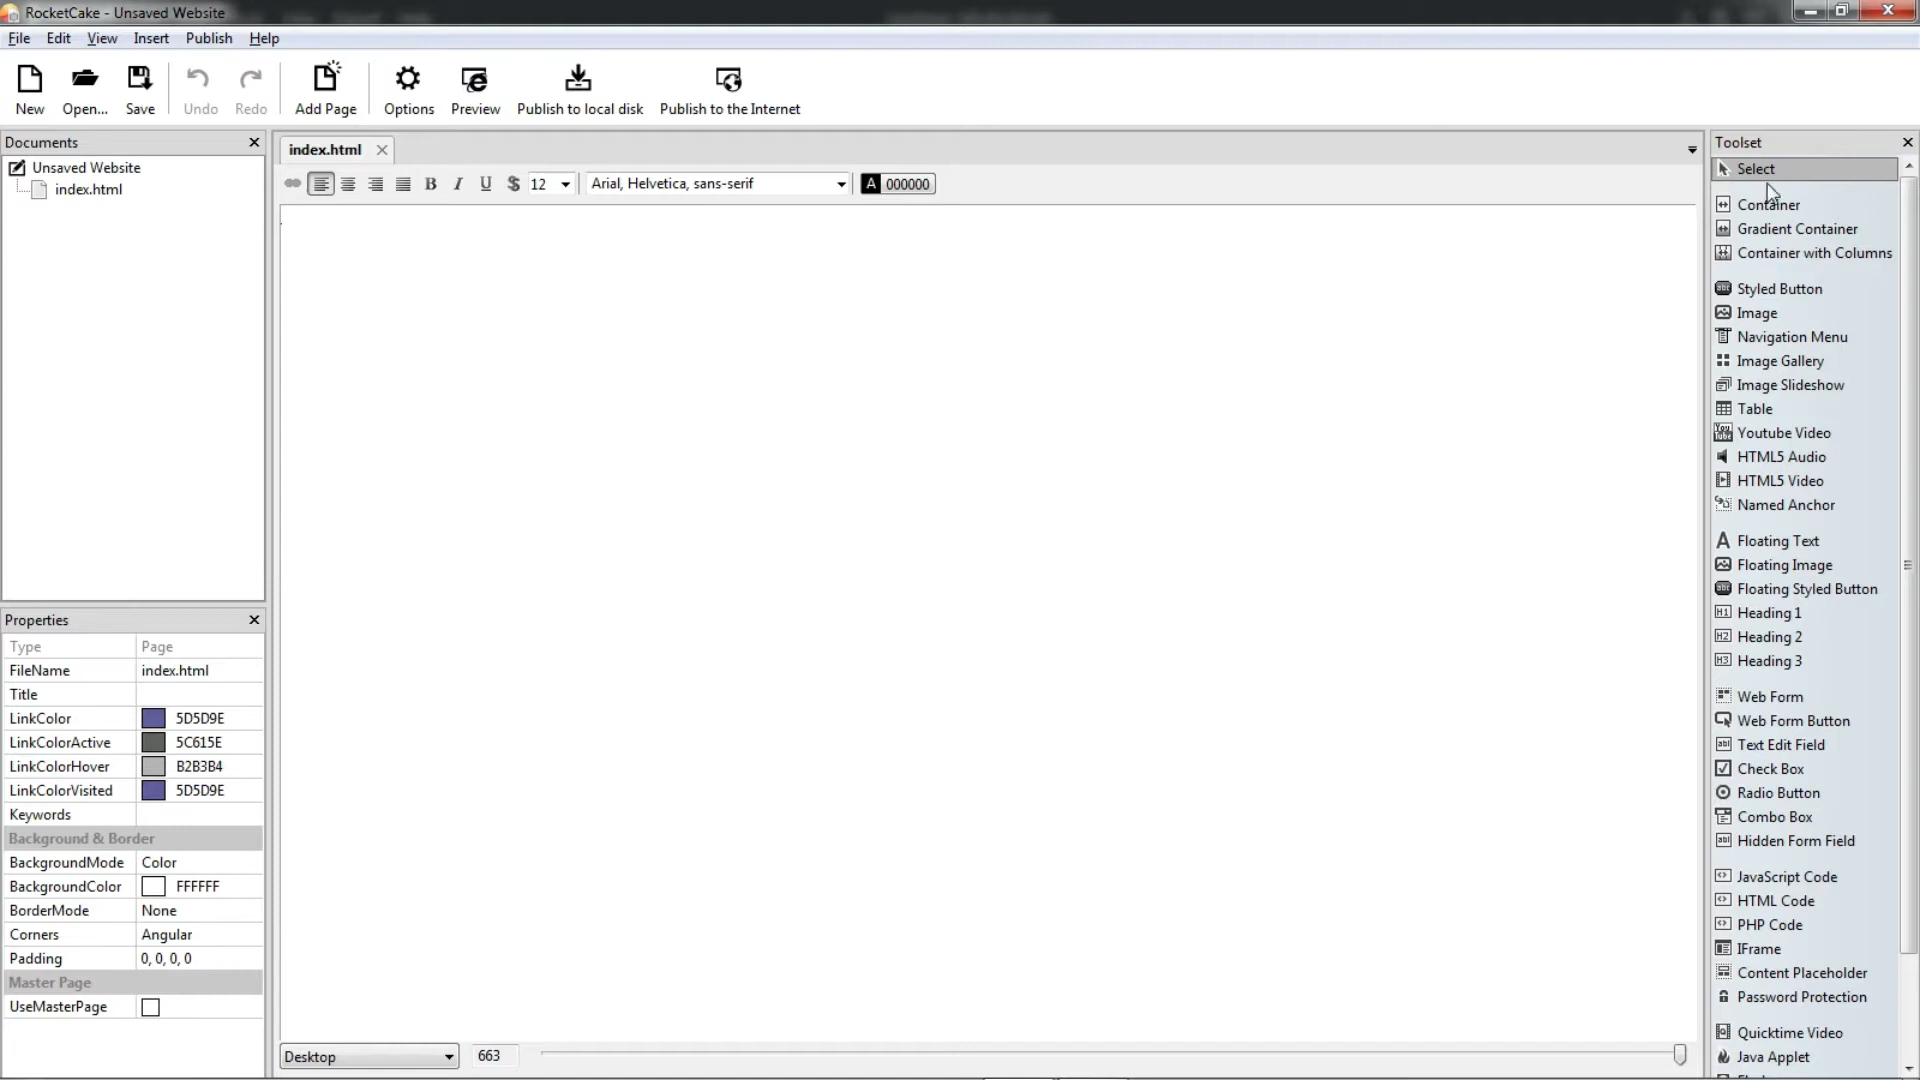 RocketCake - Unsaved Website
File Edit View Insert Publish Help
New Open... Save Undo Redo Add Page Options Preview Publish to local disk Publish to the Internet
Documents
Unsaved Website
index.html
index.html
12 Arial, Helvetica, sans-serif A 000000
Properties
Type Page
FileName index.html
Title
LinkColor 5D5D9E
LinkColorActive 5C615E
LinkColorHover B2B3B4
LinkColorVisited 5D5D9E
Keywords
Background & Border
BackgroundMode Color
BackgroundColor FFFFFF
BorderMode None
Corners Angular
Padding 0, 0, 0, 0
Master Page
UseMasterPage
Desktop 663
Toolset
Select
Container
Gradient Container
Container with Columns
Styled Button
Image
Navigation Menu
Image Gallery
Image Slideshow
Table
Youtube Video
HTML5 Audio
HTML5 Video
Named Anchor
Floating Text
Floating Image
Floating Styled Button
Heading 1
Heading 2
Heading 3
Web Form
Web Form Button
Text Edit Field
Check Box
Radio Button
Combo Box
Hidden Form Field
JavaScript Code
HTML Code
PHP Code
IFrame
Content Placeholder
Password Protection
Quicktime Video
Java Applet